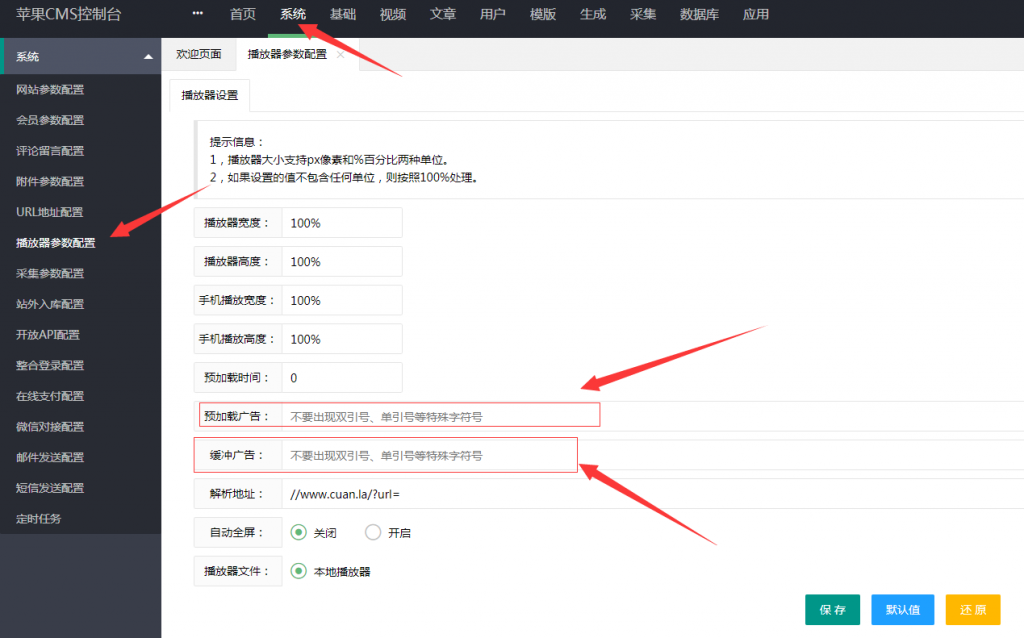 苹果CMS控制台
··· 首页 系统 基础 视频 文章 用户 模版 生成 采集 数据库 应用
系统
网站参数配置
会员参数配置
评论留言配置
附件参数配置
URL地址配置
播放器参数配置
采集参数配置
站外入库配置
开放API配置
整合登录配置
在线支付配置
微信对接配置
邮件发送配置
短信发送配置
定时任务
欢迎页面 播放器参数配置 ×
播放器设置
提示信息：
1，播放器大小支持px像素和%百分比两种单位。
2，如果设置的值不包含任何单位，则按照100%处理。
播放器宽度： 100%
播放器高度： 100%
手机播放宽度： 100%
手机播放高度： 100%
预加载时间： 0
预加载广告： 不要出现双引号、单引号等特殊字符号
缓冲广告： 不要出现双引号、单引号等特殊字符号
解析地址： //www.cuan.la/?url=
自动全屏： 关闭 开启
播放器文件： 本地播放器
保 存 默认值 还 原